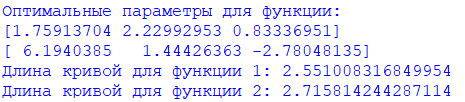 Оптимальные параметры для функции:
[1.75913704 2.22992953 0.83336951]
[ 6.1940385   1.44426363 -2.78048135]
Длина кривой для функции 1: 2.551008316849954
Длина кривой для функции 2: 2.715814244287114